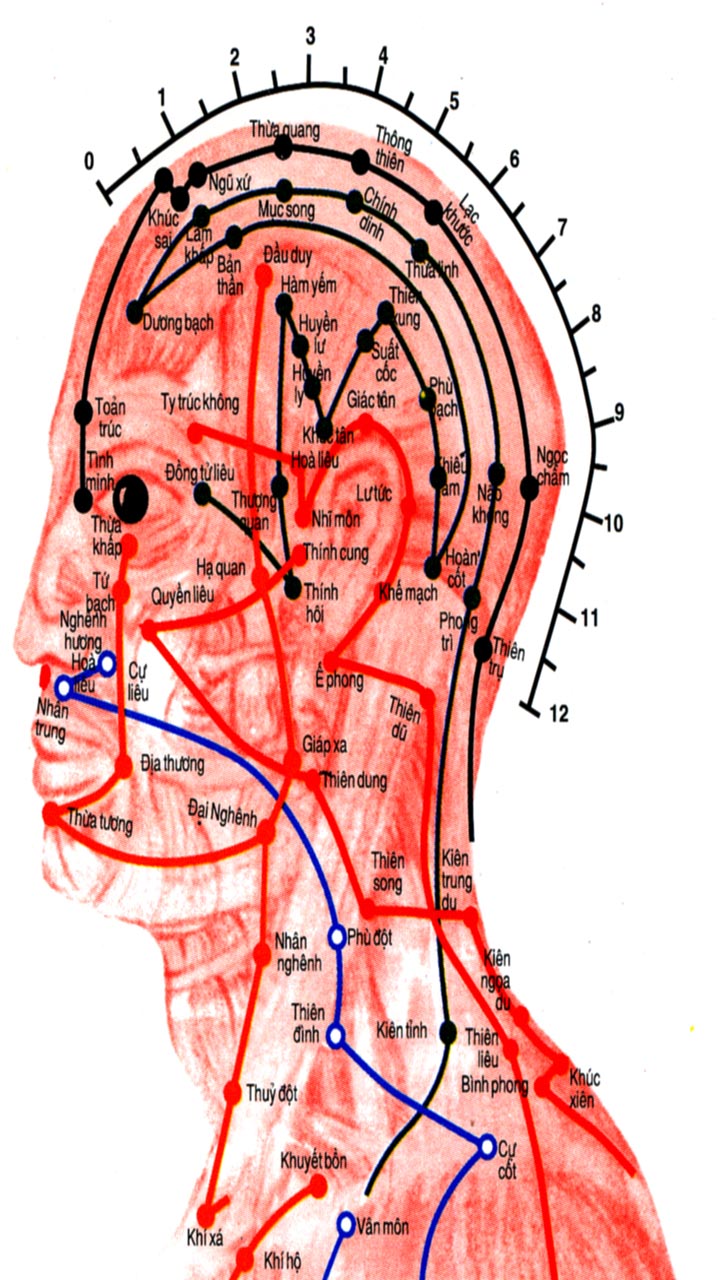 0
1
2
3
4
5
6
7
8
9
10
11
12
Thừa quang
Thông
thiên
Lạc
khước
Ngũ xứ
Khúc
sai
Lâm
khấp
Mục song
Chính
dinh
Thừa linh
Bản
thần
Đầu duy
Dương bạch
Hàm yếm
Thiên
xung
Huyền
lư
Suất
cốc
Huyền
ly
Phù
bạch
Ty trúc không
Giác tôn
Toản
trúc
Khúc tân
Hoà liêu
Tình
minh
Đồng tử liêu
Thượng
quan
Lư tức
Khiếu
âm
Não
không
Ngọc
chẩm
Nhĩ môn
Thừa
khấp
Thính cung
Hạ quan
Hoàn
cốt
Tứ
bạch
Quyền liêu
Thính
hội
Khế mạch
Phong
trì
Nghênh
hương
Hoà
liêu
Cự
liêu
Ế phong
Thiên
trụ
Nhân
trung
Thiên
dũ
Giáp xa
Địa thương
Thiên dung
Đại Nghênh
Thừa tương
Thiên
song
Kiên
trung
du
Nhân
nghênh
Phù đột
Kiên
ngoạ
du
Thiên
đỉnh
Kiên tỉnh
Thiên
liêu
Bình phong
Khúc
xiên
Thuỷ đột
Cự
cốt
Khuyết bồn
Vân môn
Khí xá
Khí hộ